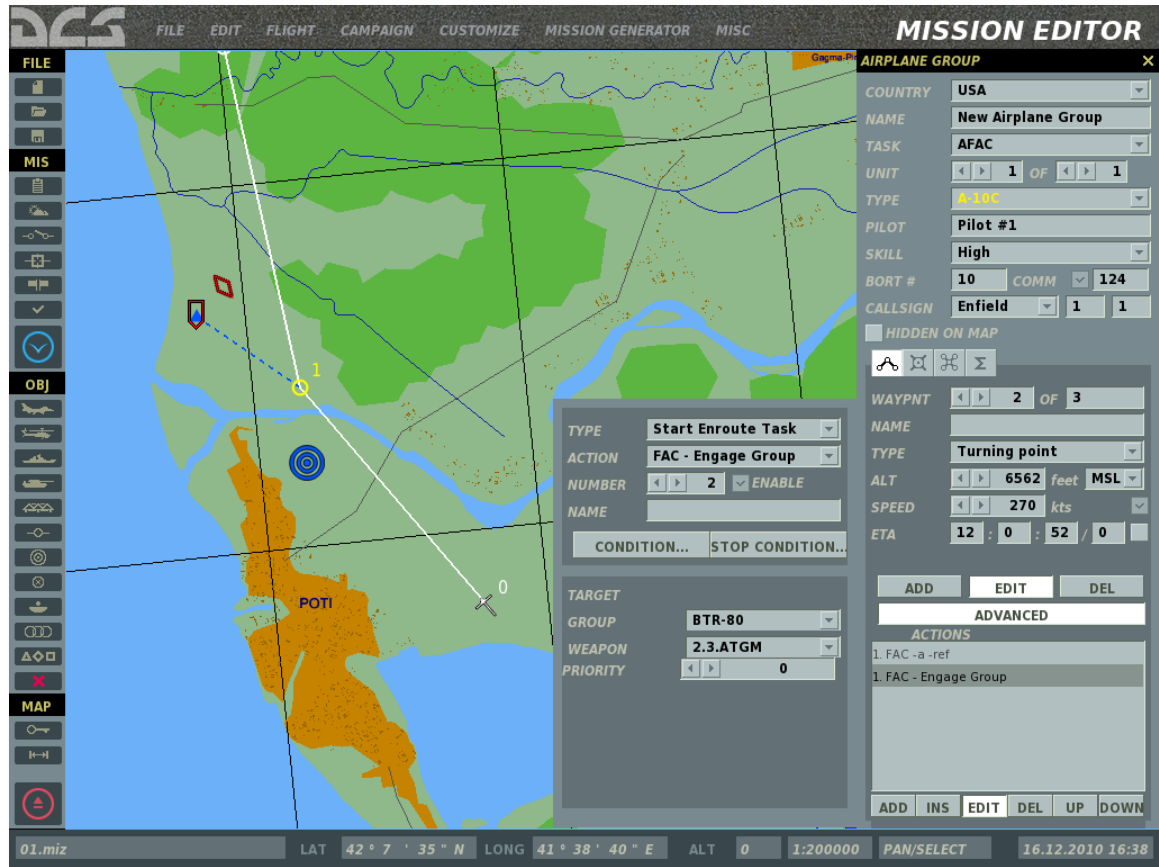 DCS
FILE EDIT FLIGHT CAMPAIGN CUSTOMIZE MISSION GENERATOR MISC
MISSION EDITOR
FILE
MIS
OBJ
MAP
1
0
POTI
AIRPLANE GROUP X
COUNTRY USA
NAME New Airplane Group
TASK AFAC
UNIT 1 OF 1
TYPE A-10C
PILOT Pilot #1
SKILL High
BORT # 10 COMM 124
CALLSIGN Enfield 1 1
HIDDEN ON MAP
Σ
WAYPNT 2 OF 3
NAME
TYPE Turning point
ALT 6562 feet MSL
SPEED 270 kts
ETA 12 : 0 : 52 / 0
ADD EDIT DEL
ADVANCED
ACTIONS
1. FAC -a -ref
1. FAC - Engage Group
ADD INS EDIT DEL UP DOWN
TYPE Start Enroute Task
ACTION FAC - Engage Group
NUMBER 2 ENABLE
NAME
CONDITION... STOP CONDITION...
TARGET
GROUP BTR-80
WEAPON 2.3.ATGM
PRIORITY 0
01.miz LAT 42 ° 7 ' 35 " N LONG 41 ° 38 ' 40 " E ALT 0 1:200000 PAN/SELECT 16.12.2010 16:38